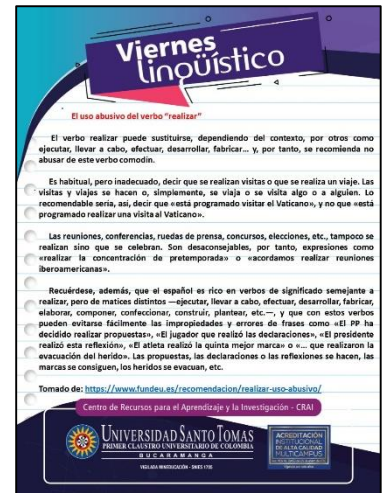 Viernes
lingüístico
El uso abusivo del verbo “realizar”
El verbo realizar puede sustituirse, dependiendo del contexto, por otros como
ejecutar, llevar a cabo, efectuar, desarrollar, fabricar... y, por tanto, se recomienda no
abusar de este verbo comodín.
Es habitual, pero inadecuado, decir que se realizan visitas o que se realiza un viaje. Las
visitas y viajes se hacen o, simplemente, se viaja o se visita algo o a alguien. Lo
recomendable sería, así, decir que «está programado visitar el Vaticano», y no que «está
programado realizar una visita al Vaticano».
Las reuniones, conferencias, ruedas de prensa, concursos, elecciones, etc., tampoco se
realizan sino que se celebran. Son desaconsejables, por tanto, expresiones como
«realizar la concentración de pretemporada» o «acordamos realizar reuniones
iberoamericanas».
Recuérdese, además, que el español es rico en verbos de significado semejante a
realizar, pero de matices distintos —ejecutar, llevar a cabo, efectuar, desarrollar, fabricar,
elaborar, componer, confeccionar, construir, plantear, etc.—, y que con estos verbos
pueden evitarse fácilmente las impropiedades y errores de frases como «El PP ha
decidido realizar propuestas», «El jugador que realizó las declaraciones», «El presidente
realizó esta reflexión», «El atleta realizó la quinta mejor marca» o «... que realizaron la
evacuación del herido». Las propuestas, las declaraciones o las reflexiones se hacen, las
marcas se consiguen, los heridos se evacuan, etc.
Tomado de: https://www.fundeu.es/recomendacion/realizar-uso-abusivo/
Centro de Recursos para el Aprendizaje y la Investigación - CRAI
UNIVERSIDAD SANTO TOMÁS
PRIMER CLAUSTRO UNIVERSITARIO DE COLOMBIA
BUCARAMANGA
VIGILADA MINEDUCACIÓN - SNIES 1705
ACREDITACIÓN
INSTITUCIONAL
DE ALTA CALIDAD
MULTICAMPUS